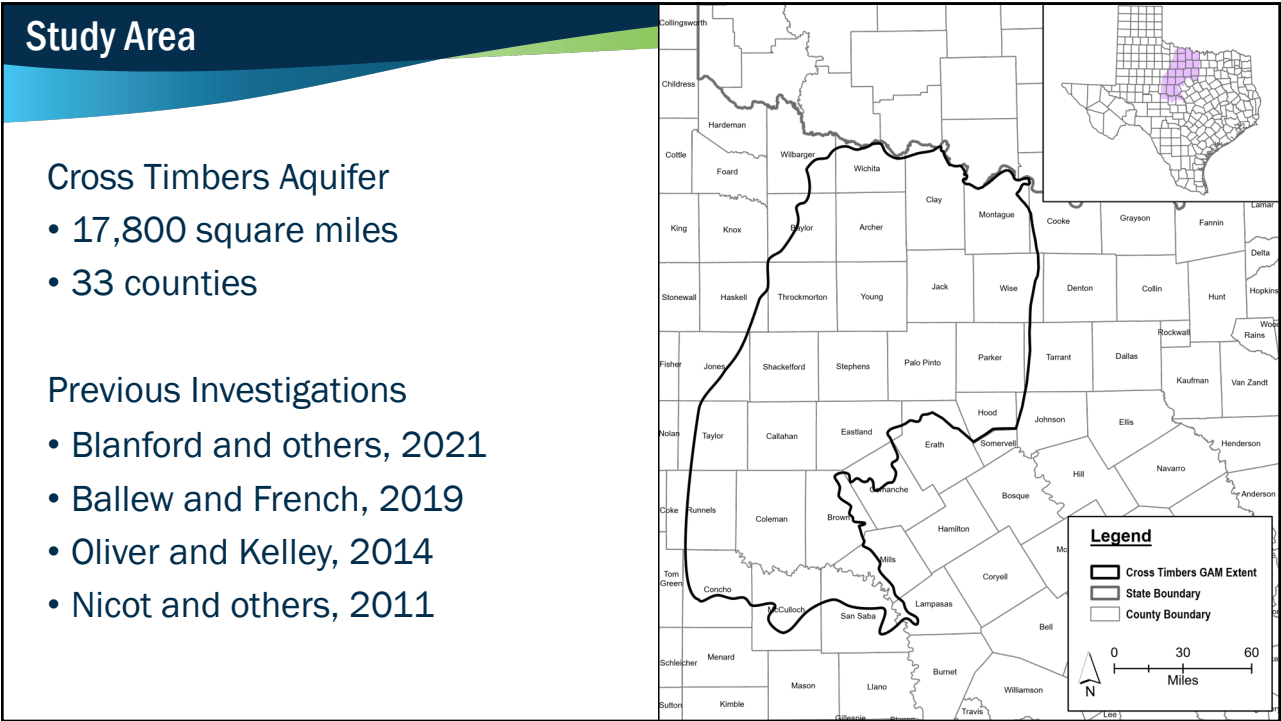 Study Area
Cross Timbers Aquifer
• 17,800 square miles
• 33 counties
Previous Investigations
• Blanford and others, 2021
• Ballew and French, 2019
• Oliver and Kelley, 2014
• Nicot and others, 2011
Collingsworth
Childress
Hardeman
Cottle
Wilbarger
Foard
Wichita
Clay
Montague
Cooke
Grayson
Fannin
Lamar
King
Knox
Baylor
Archer
Delta
Stonewall
Haskell
Throckmorton
Young
Jack
Wise
Denton
Collin
Hunt
Hopkins
Rockwall
Rains
Fisher
Jones
Shackelford
Stephens
Palo Pinto
Parker
Tarrant
Dallas
Kaufman
Van Zandt
Nolan
Taylor
Callahan
Eastland
Erath
Hood
Somervell
Johnson
Ellis
Henderson
Comanche
Hill
Navarro
Anderson
Coke
Runnels
Coleman
Brown
Bosque
Hamilton
Mills
Coryell
Tom
Green
Concho
McCulloch
San Saba
Lampasas
Bell
Schleicher
Menard
Mason
Llano
Burnet
Williamson
Sutton
Kimble
Gillespie
Travis
Lee
Legend
Cross Timbers GAM Extent
State Boundary
County Boundary
0 30 60
Miles
N